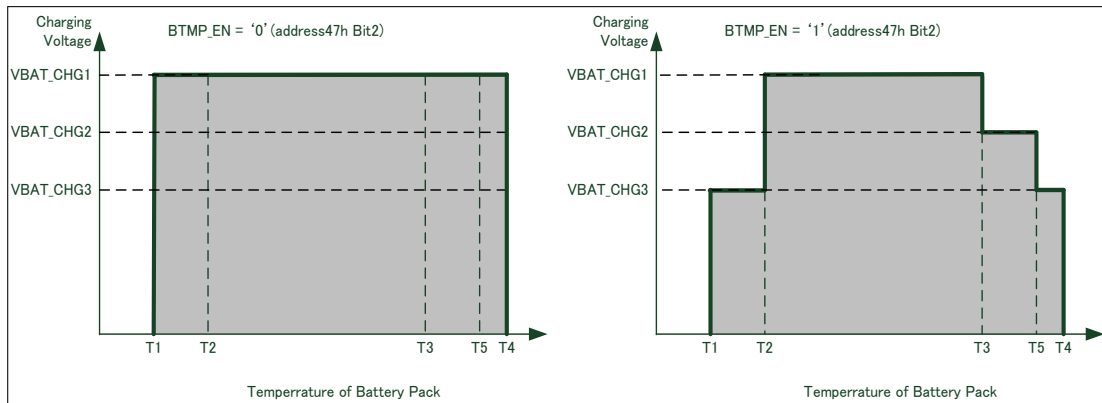 Charging
Voltage
BTMP_EN = ‘0’(address47h Bit2)
VBAT_CHG1
VBAT_CHG2
VBAT_CHG3
T1 T2 T3 T5 T4
Temperrature of Battery Pack
Charging
Voltage
BTMP_EN = ‘1’(address47h Bit2)
VBAT_CHG1
VBAT_CHG2
VBAT_CHG3
T1 T2 T3 T5 T4
Temperrature of Battery Pack